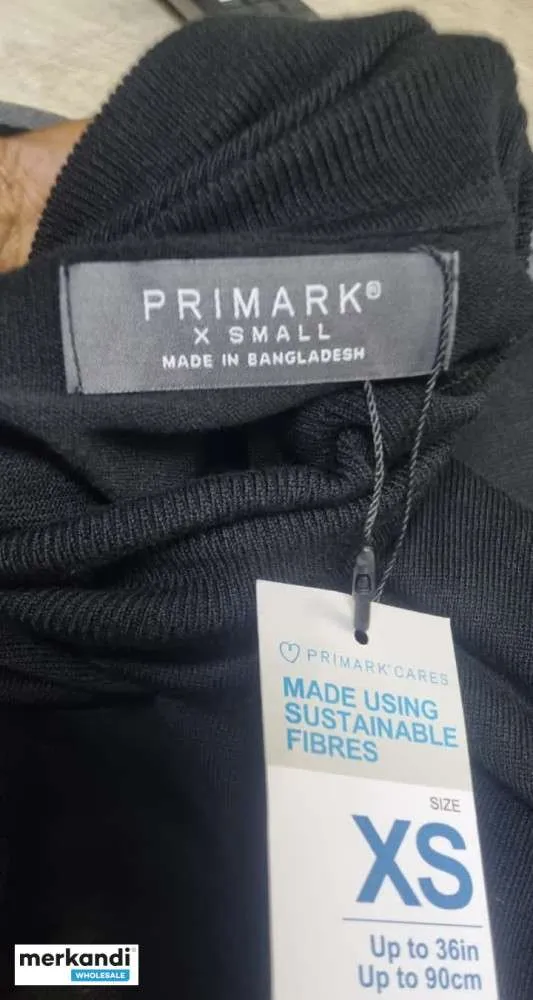 PRIMARK®
X SMALL
MADE IN BANGLADESH
PRIMARK® CARES
MADE USING
SUSTAINABLE
FIBRES
SIZE
XS
Up to 36in
Up to 90cm
merkandi
WHOLESALE